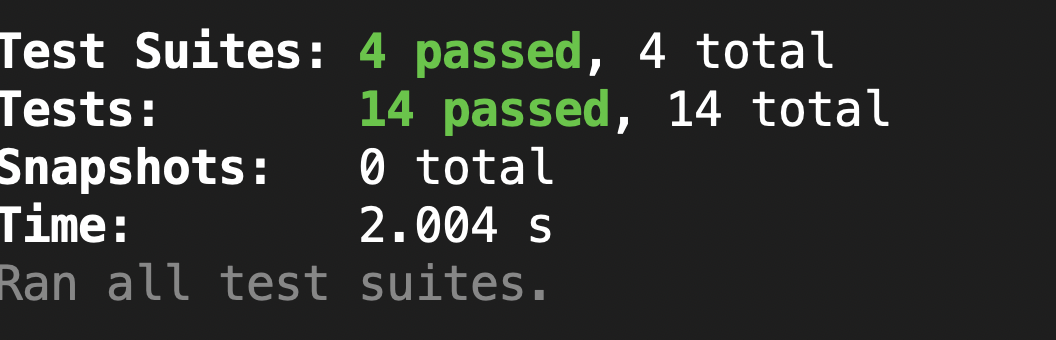 Test Suites: 4 passed, 4 total
Tests: 14 passed, 14 total
Snapshots: 0 total
Time: 2.004 s
Ran all test suites.